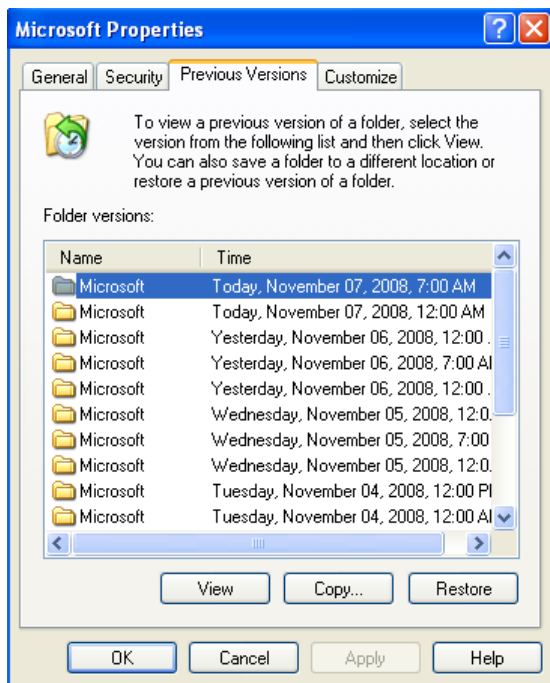 Microsoft Properties
General Security Previous Versions Customize
To view a previous version of a folder, select the
version from the following list and then click View.
You can also save a folder to a different location or
restore a previous version of a folder.
Folder versions:
Name Time
Microsoft Today, November 07, 2008, 7:00 AM
Microsoft Today, November 07, 2008, 12:00 AM
Microsoft Yesterday, November 06, 2008, 12:00 .
Microsoft Yesterday, November 06, 2008, 7:00 A
Microsoft Yesterday, November 06, 2008, 12:00 .
Microsoft Wednesday, November 05, 2008, 12:0.
Microsoft Wednesday, November 05, 2008, 7:00
Microsoft Wednesday, November 05, 2008, 12:0.
Microsoft Tuesday, November 04, 2008, 12:00 P
Microsoft Tuesday, November 04, 2008, 12:00 A
View Copy... Restore
OK Cancel Apply Help